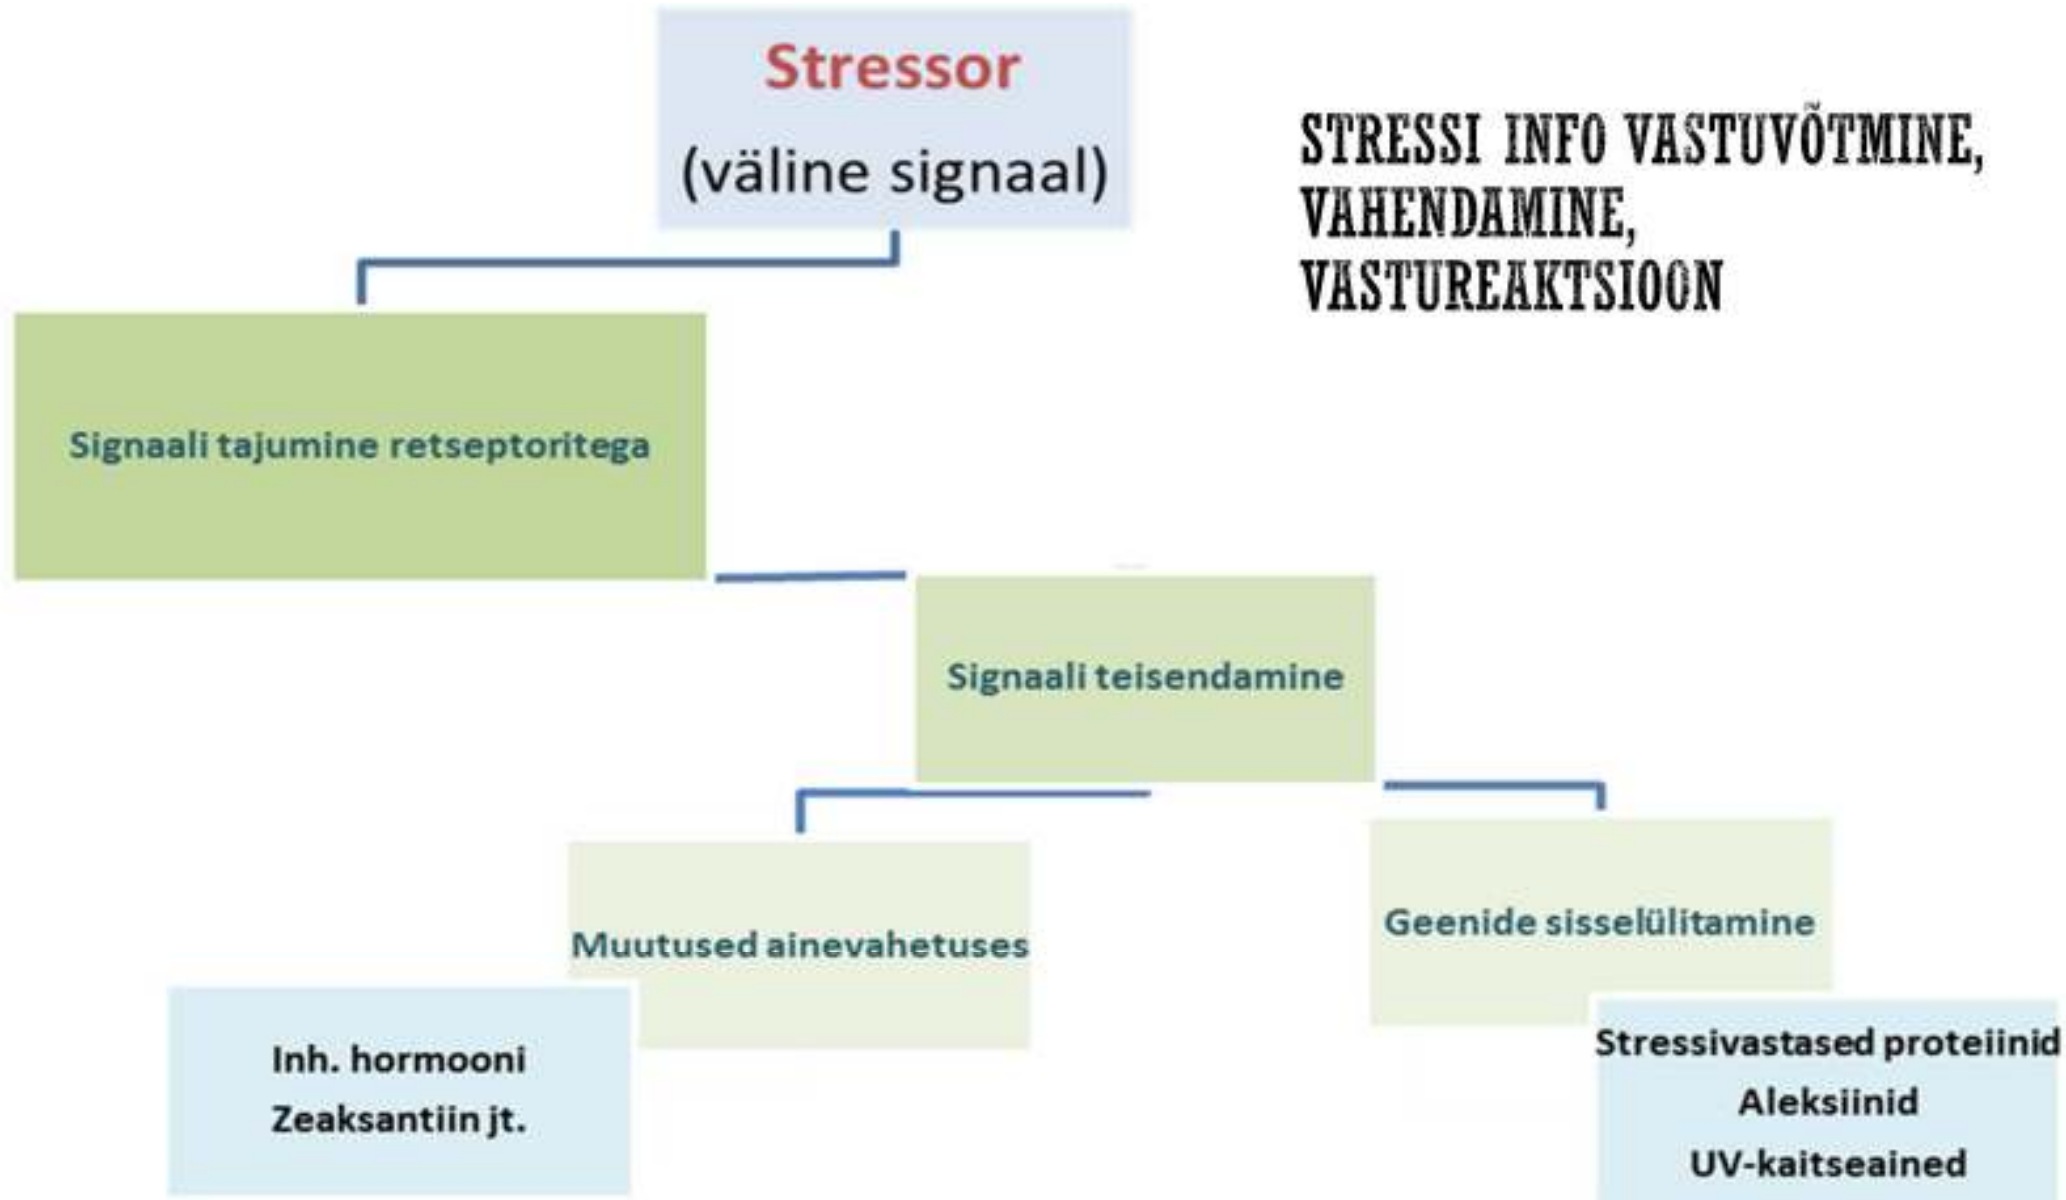 Stressor
(väline signaal)
STRESSI INFO VASTUVÕTMINE,
VAHENDAMINE,
VASTUREAKTSIOON
Signaali tajumine retseptoritega
Signaali teisendamine
Muutused ainevahetuses
Geenide sisselülitamine
Inh. hormooni
Zeaksantiin jt.
Stressivastased proteiinid
Aleksiinid
UV-kaitseained